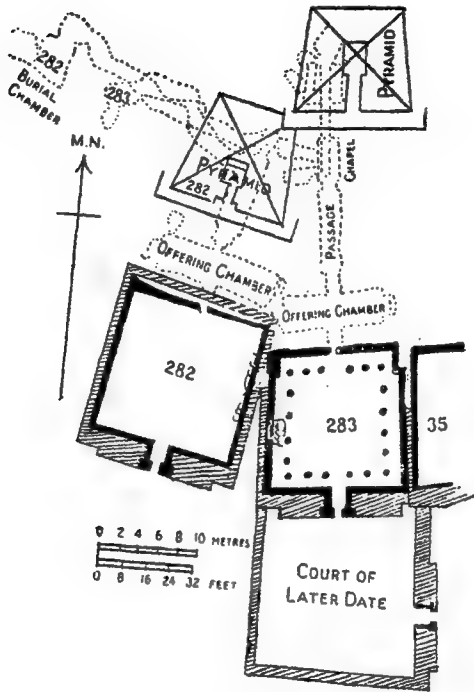 PYRAMID
282
BURIAL
CHAMBER
283
M.N.
PYRAMID
282
CHAPEL
PASSAGE
OFFERING CHAMBER
OFFERING CHAMBER
282
283
35
0 2 4 6 8 10 METRES
0 8 16 24 32 FEET
COURT OF
LATER DATE